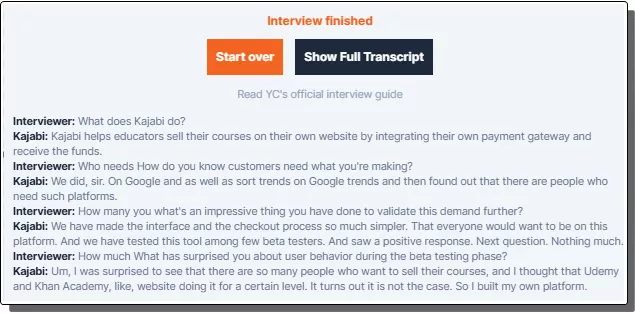 Interview finished
Start over
Show Full Transcript
Read YC's official interview guide
Interviewer: What does Kajabi do?
Kajabi: Kajabi helps educators sell their courses on their own website by integrating their own payment gateway and
receive the funds.
Interviewer: Who needs How do you know customers need what you're making?
Kajabi: We did, sir. On Google and as well as sort trends on Google trends and then found out that there are people who
need such platforms.
Interviewer: How many you what's an impressive thing you have done to validate this demand further?
Kajabi: We have made the interface and the checkout process so much simpler. That everyone would want to be on this
platform. And we have tested this tool among few beta testers. And saw a positive response. Next question. Nothing much.
Interviewer: How much What has surprised you about user behavior during the beta testing phase?
Kajabi: Um, I was surprised to see that there are so many people who want to sell their courses, and I thought that Udemy
and Khan Academy, like, website doing it for a certain level. It turns out it is not the case. So I built my own platform.